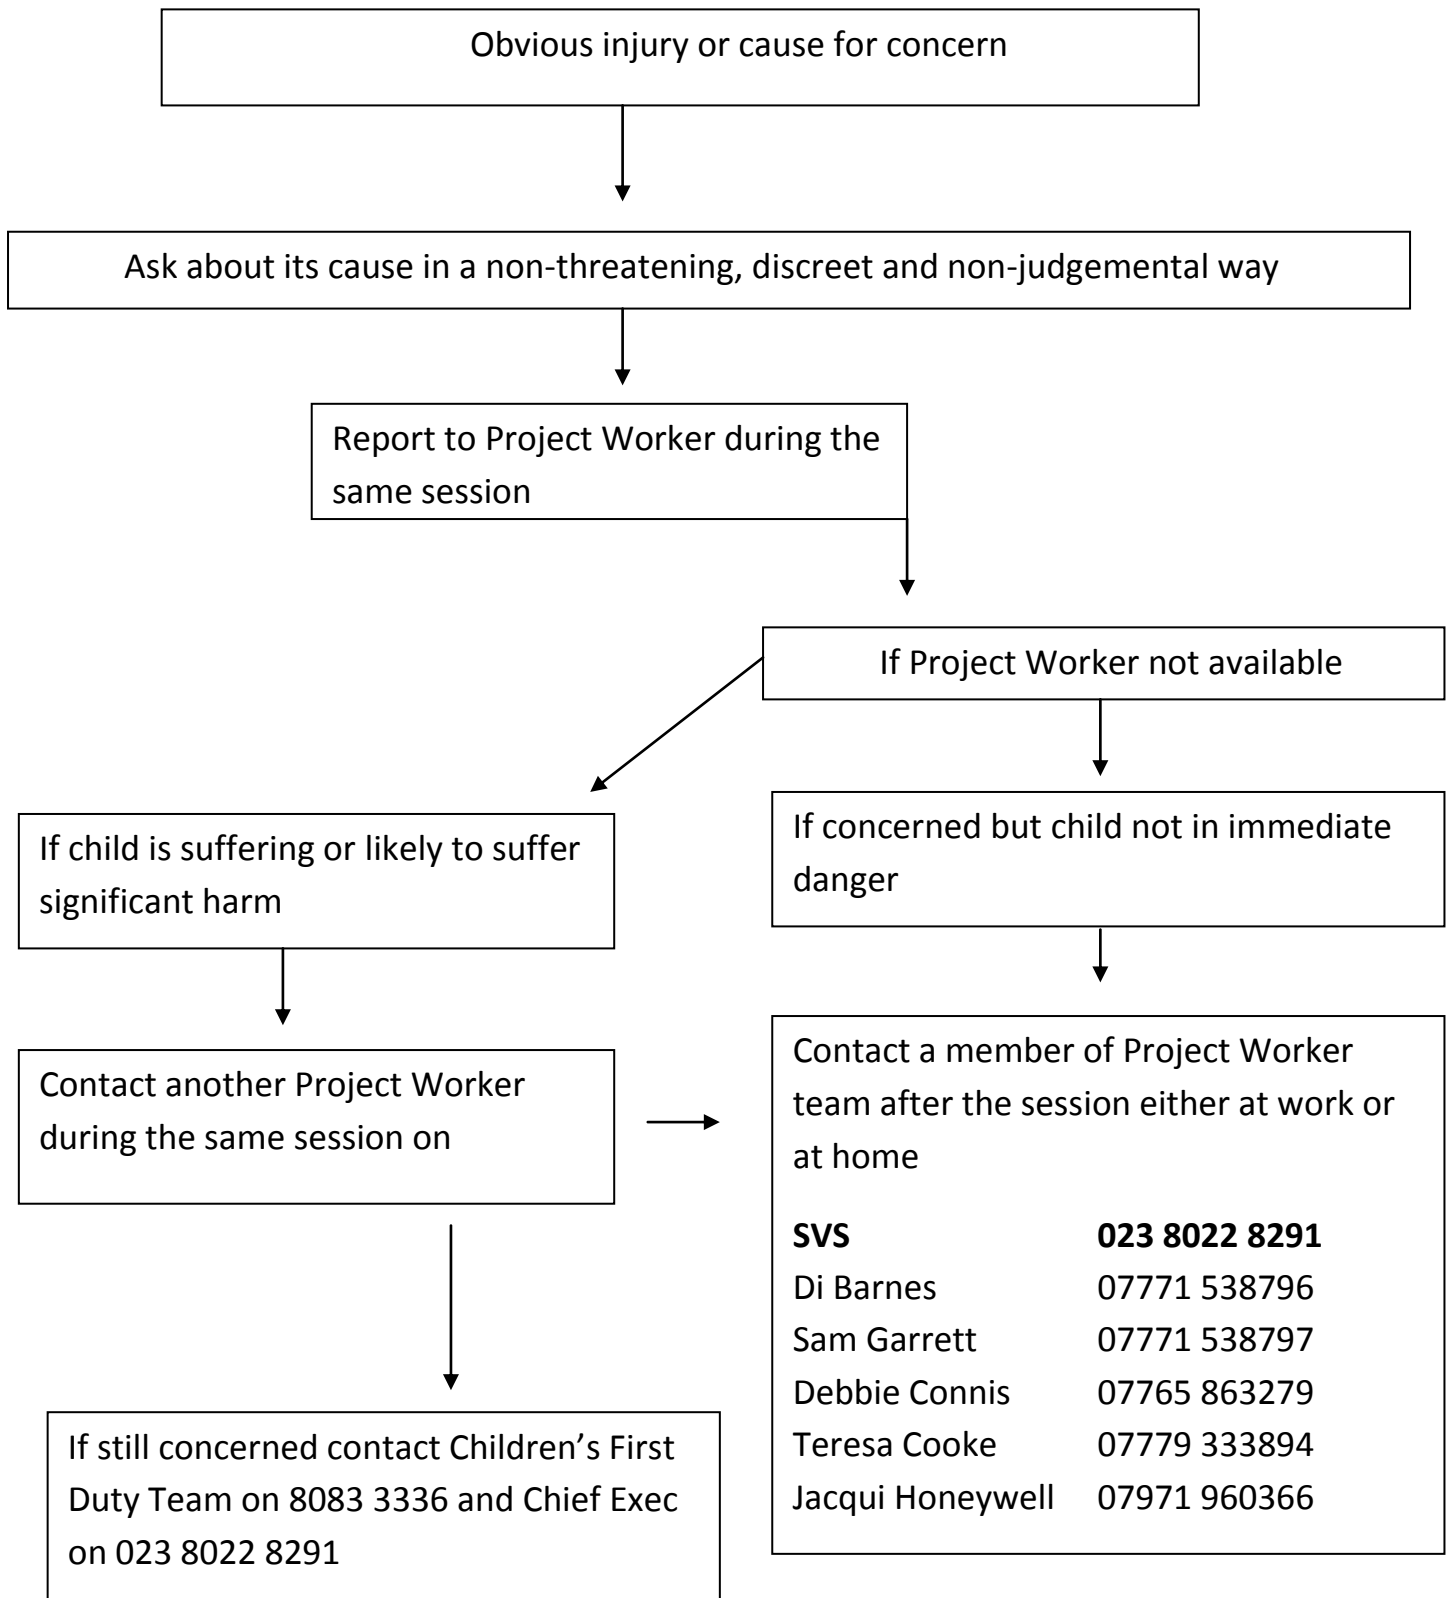 Obvious injury or cause for concern
Ask about its cause in a non-threatening, discreet and non-judgemental way
Report to Project Worker during the
same session
If Project Worker not available
If child is suffering or likely to suffer
significant harm
If concerned but child not in immediate
danger
Contact another Project Worker
during the same session on
Contact a member of Project Worker
team after the session either at work or
at home
SVS 023 8022 8291
Di Barnes 07771 538796
Sam Garrett 07771 538797
Debbie Connis 07765 863279
Teresa Cooke 07779 333894
Jacqui Honeywell 07971 960366
If still concerned contact Children’s First
Duty Team on 8083 3336 and Chief Exec
on 023 8022 8291